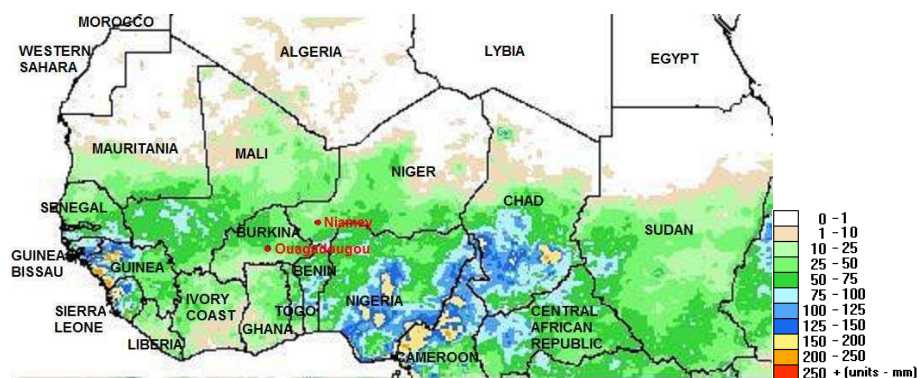 MOROCCO
WESTERN
SAHARA
ALGERIA
LYBIA
EGYPT
MAURITANIA
MALI
NIGER
CHAD
SUDAN
SENEGAL
BURKINA
Niamey
Ouagadougou
GUINEA
BISSAU
GUINEA
BENIN
SIERRA
LEONE
IVORY
COAST
LIBERIA
GHANA
TOGO
NIGERIA
CAMEROON
CENTRAL
AFRICAN
REPUBLIC
0 - 1
1 - 10
10 - 25
25 - 50
50 - 75
75 - 100
100 - 125
125 - 150
150 - 200
200 - 250
250 + (units - mm)